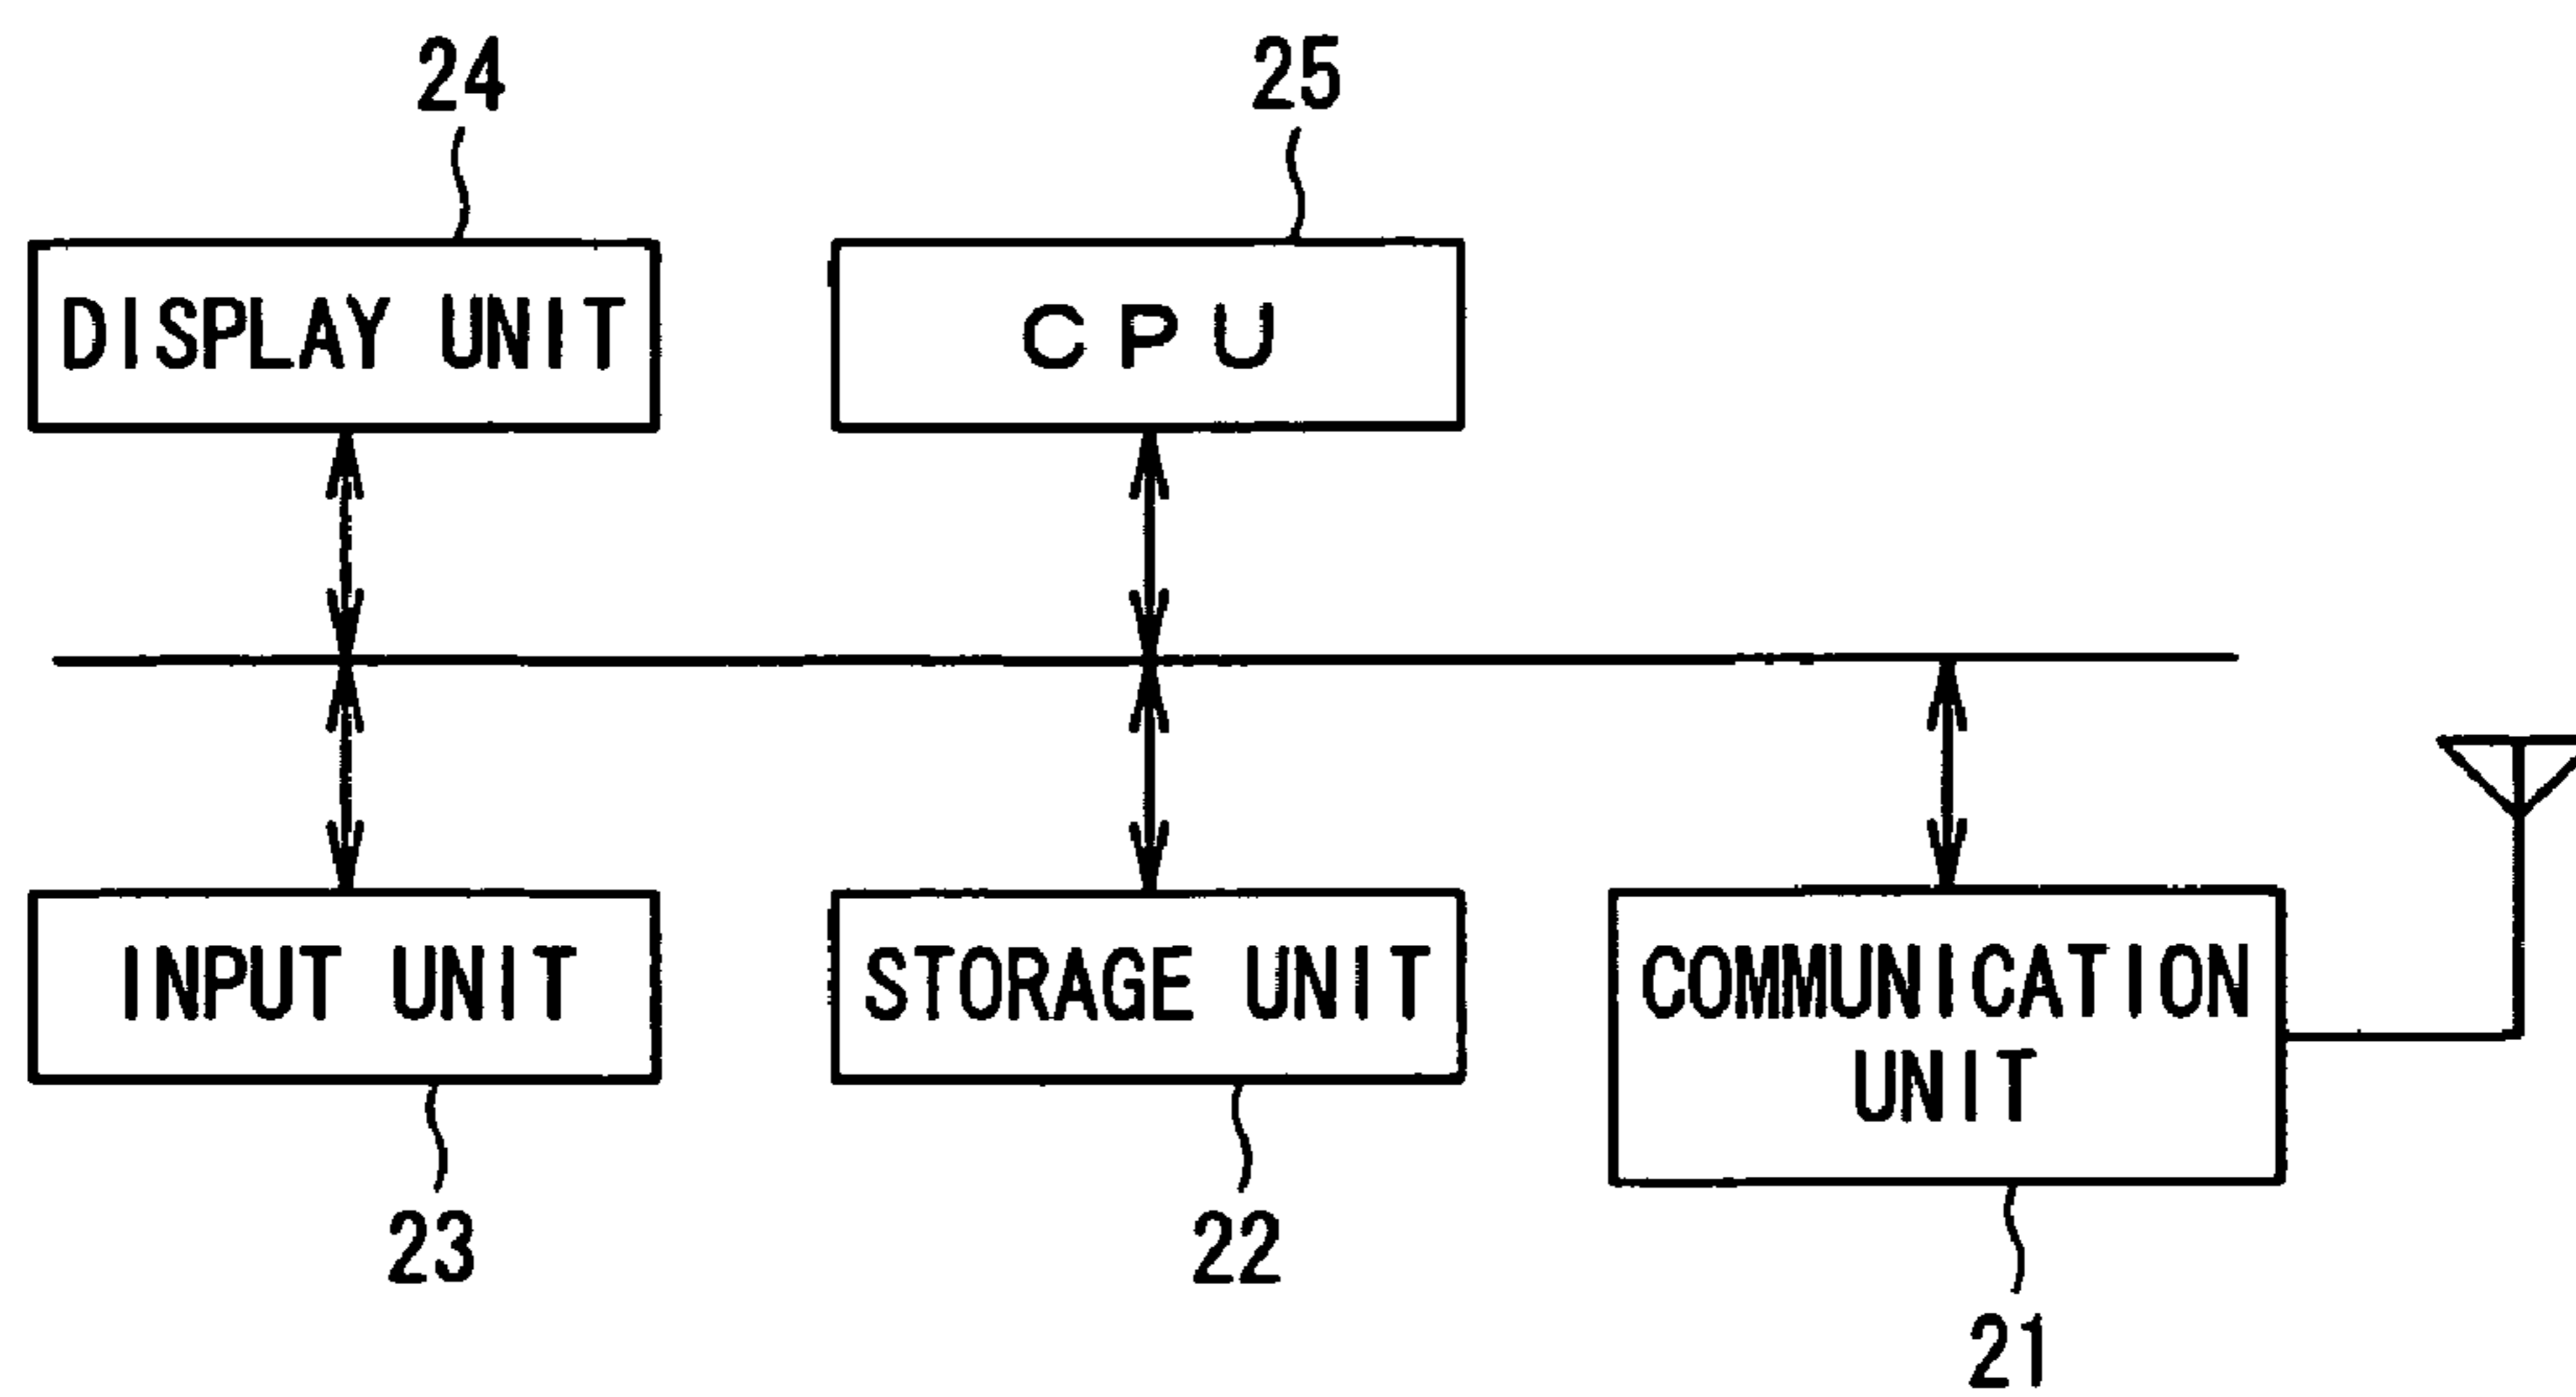 24
25
DISPLAY UNIT
CPU
INPUT UNIT
STORAGE UNIT
COMMUNICATION
UNIT
23
22
21